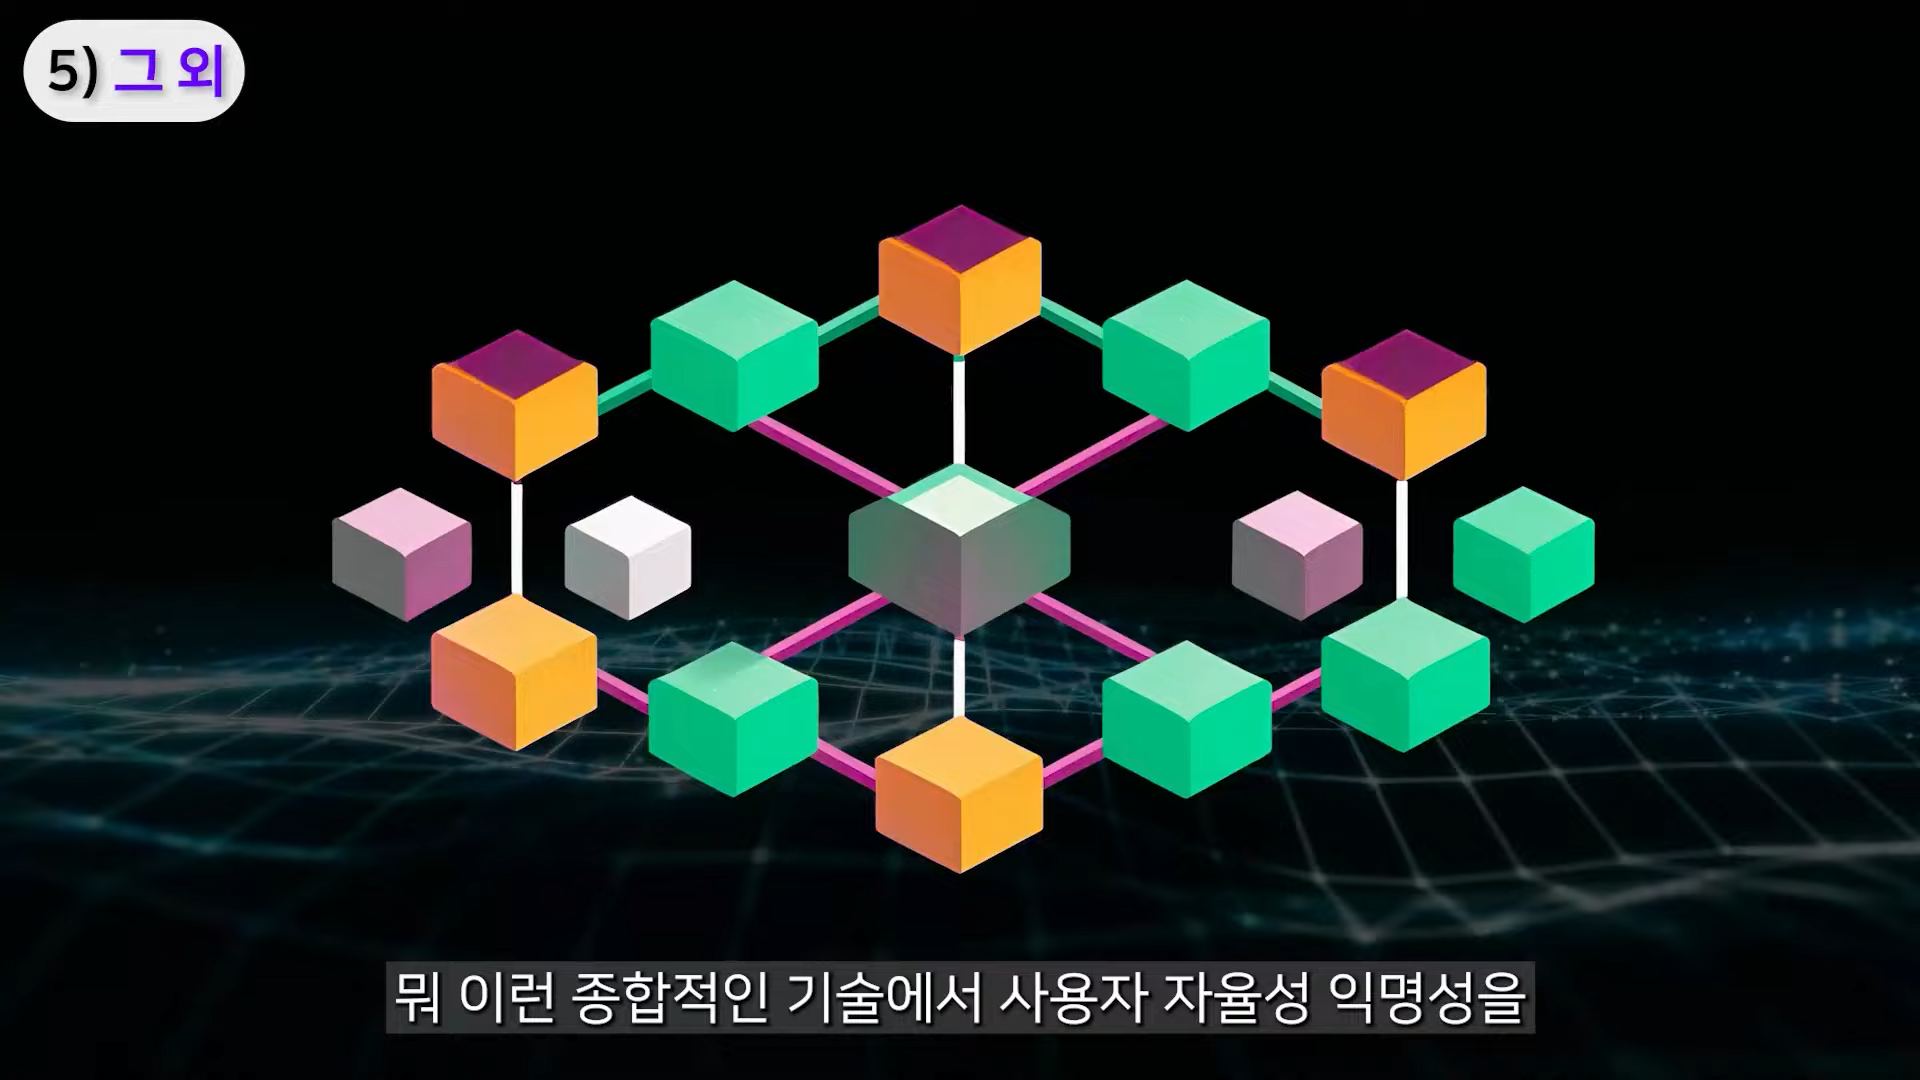 5) 그 외
뭐 이런 종합적인 기술에서 사용자 자율성 익명성을